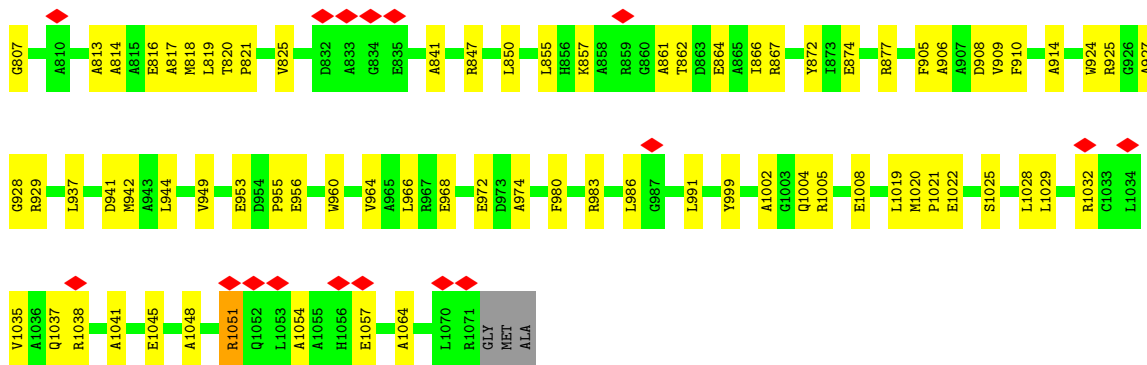 G807 A810 A813 A814 A815 E816 A817 M818 L819 T820 P821 V825 D832 A833 G834 E835 A841 R847 L850 L855 H856 K857 A858 R859 G860 A861 T862 D863 E864 A865 I866 R867 Y872 I873 E874 R877 F905 A906 A907 D908 V909 F910 A914 W924 R925 G926 A927
G928 R929 L937 D941 M942 A943 L944 V949 E953 D954 P955 E956 W960 V964 A965 L966 R967 E968 E972 D973 A974 F980 R983 L986 G987 L991 Y999 A1002 G1003 Q1004 R1005 E1008 L1019 M1020 P1021 E1022 S1025 L1028 L1029 R1032 C1033 L1034
V1035 A1036 Q1037 R1038 A1041 E1045 A1048 R1051 Q1052 L1053 A1054 A1055 H1056 E1057 A1064 L1070 R1071 GLY MET ALA